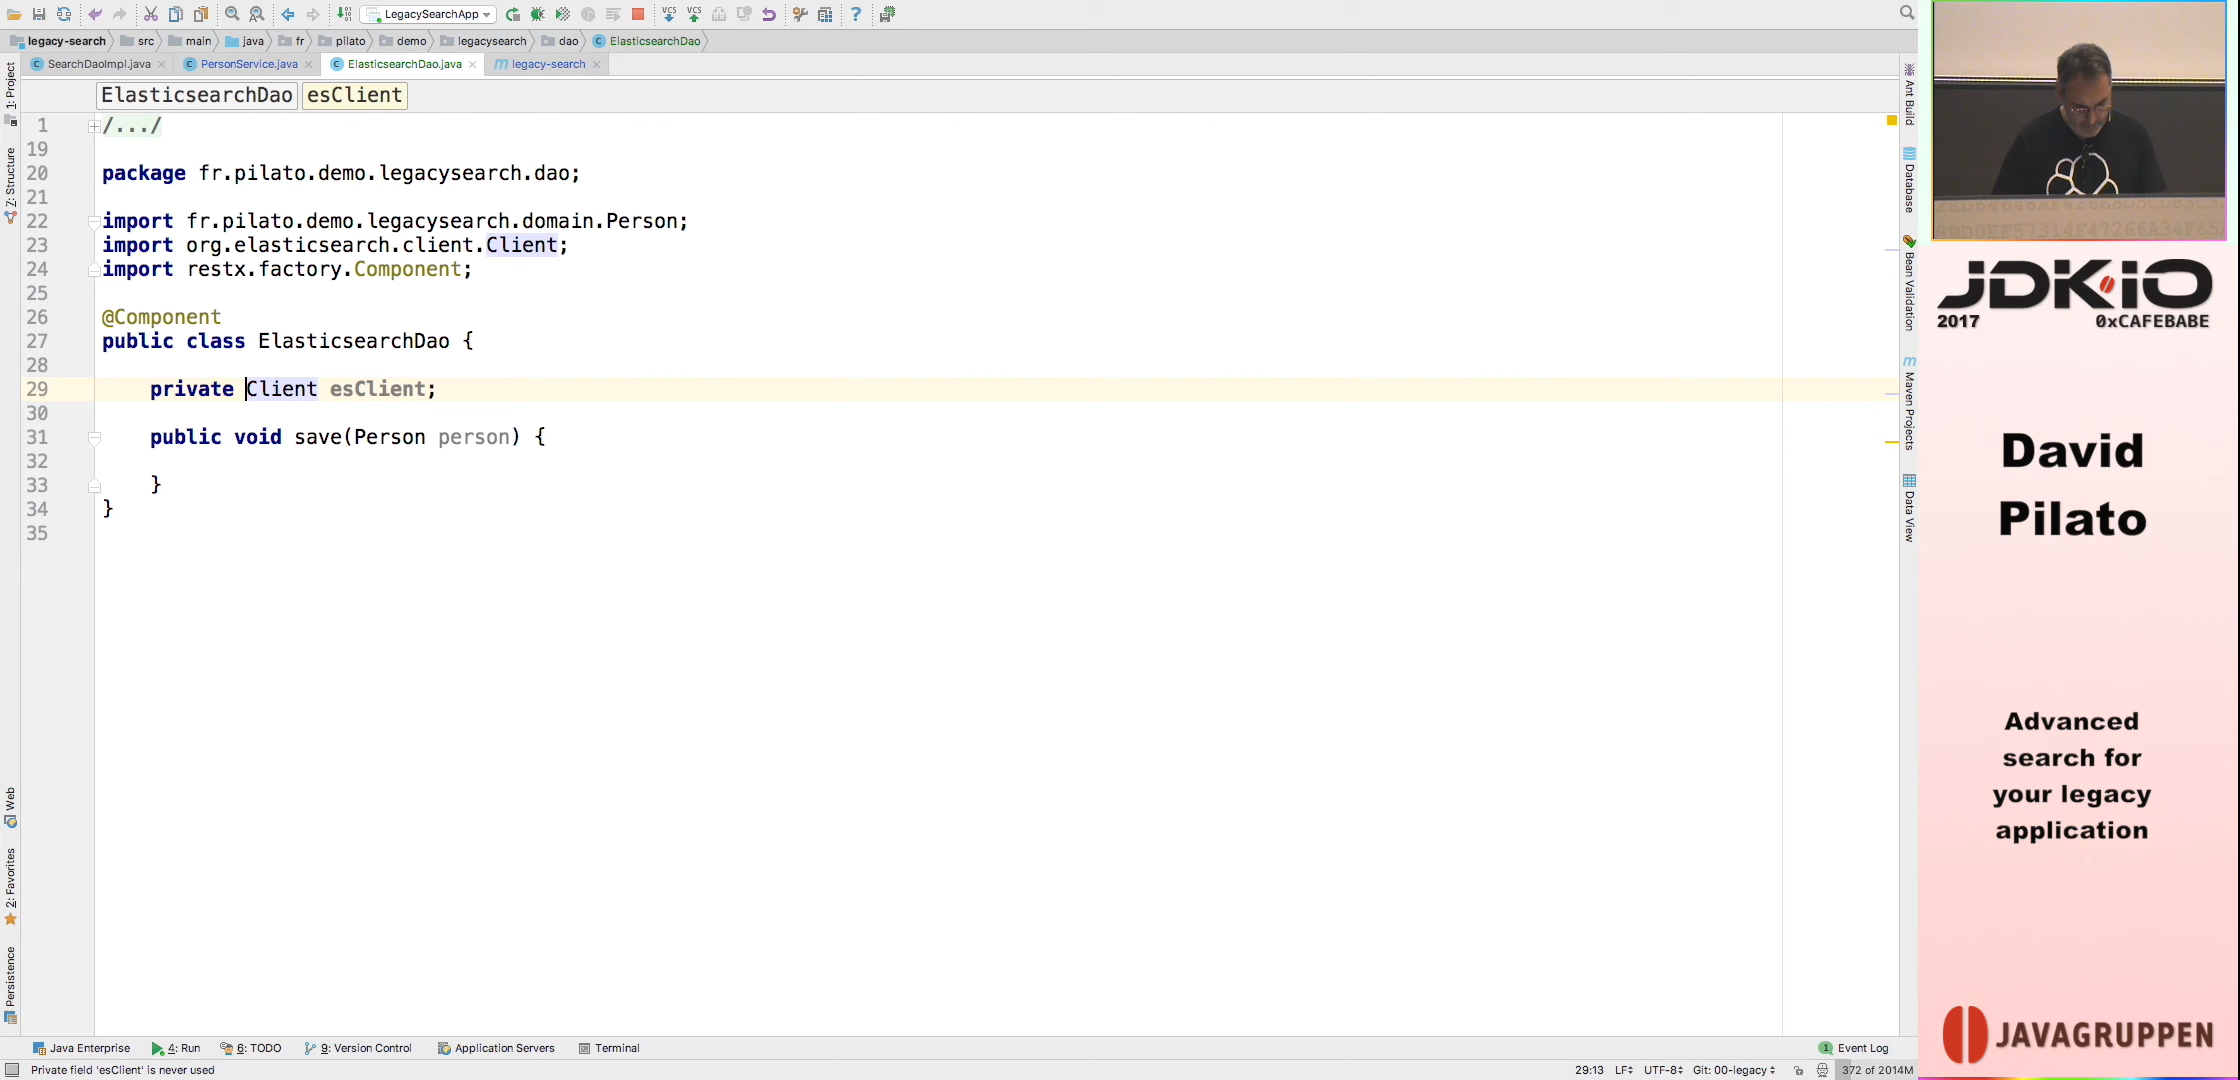 LegacySearchApp
VCS VCS
legacy-search src main java fr pilato demo legacysearch dao ElasticsearchDao
SearchDaoImpl.java PersonService.java ElasticsearchDao.java legacy-search
ElasticsearchDao esClient
1 /.../
19
20 package fr.pilato.demo.legacysearch.dao;
21
22 import fr.pilato.demo.legacysearch.domain.Person;
23 import org.elasticsearch.client.Client;
24 import restx.factory.Component;
25
26 @Component
27 public class ElasticsearchDao {
28
29 private Client esClient;
30
31 public void save(Person person) {
32
33 }
34 }
35
1: Project
Z: Structure
Web
2: Favorites
Persistence
Ant Build
Database
Bean Validation
Maven Projects
Data View
Java Enterprise 4: Run 6: TODO 9: Version Control Application Servers Terminal 1 Event Log
Private field 'esClient' is never used 29:13 LF UTF-8 Git: 00-legacy 372 of 2014M
JDK.IO
2017 0xCAFEBABE
David
Pilato
Advanced
search for
your legacy
application
JAVAGRUPPEN